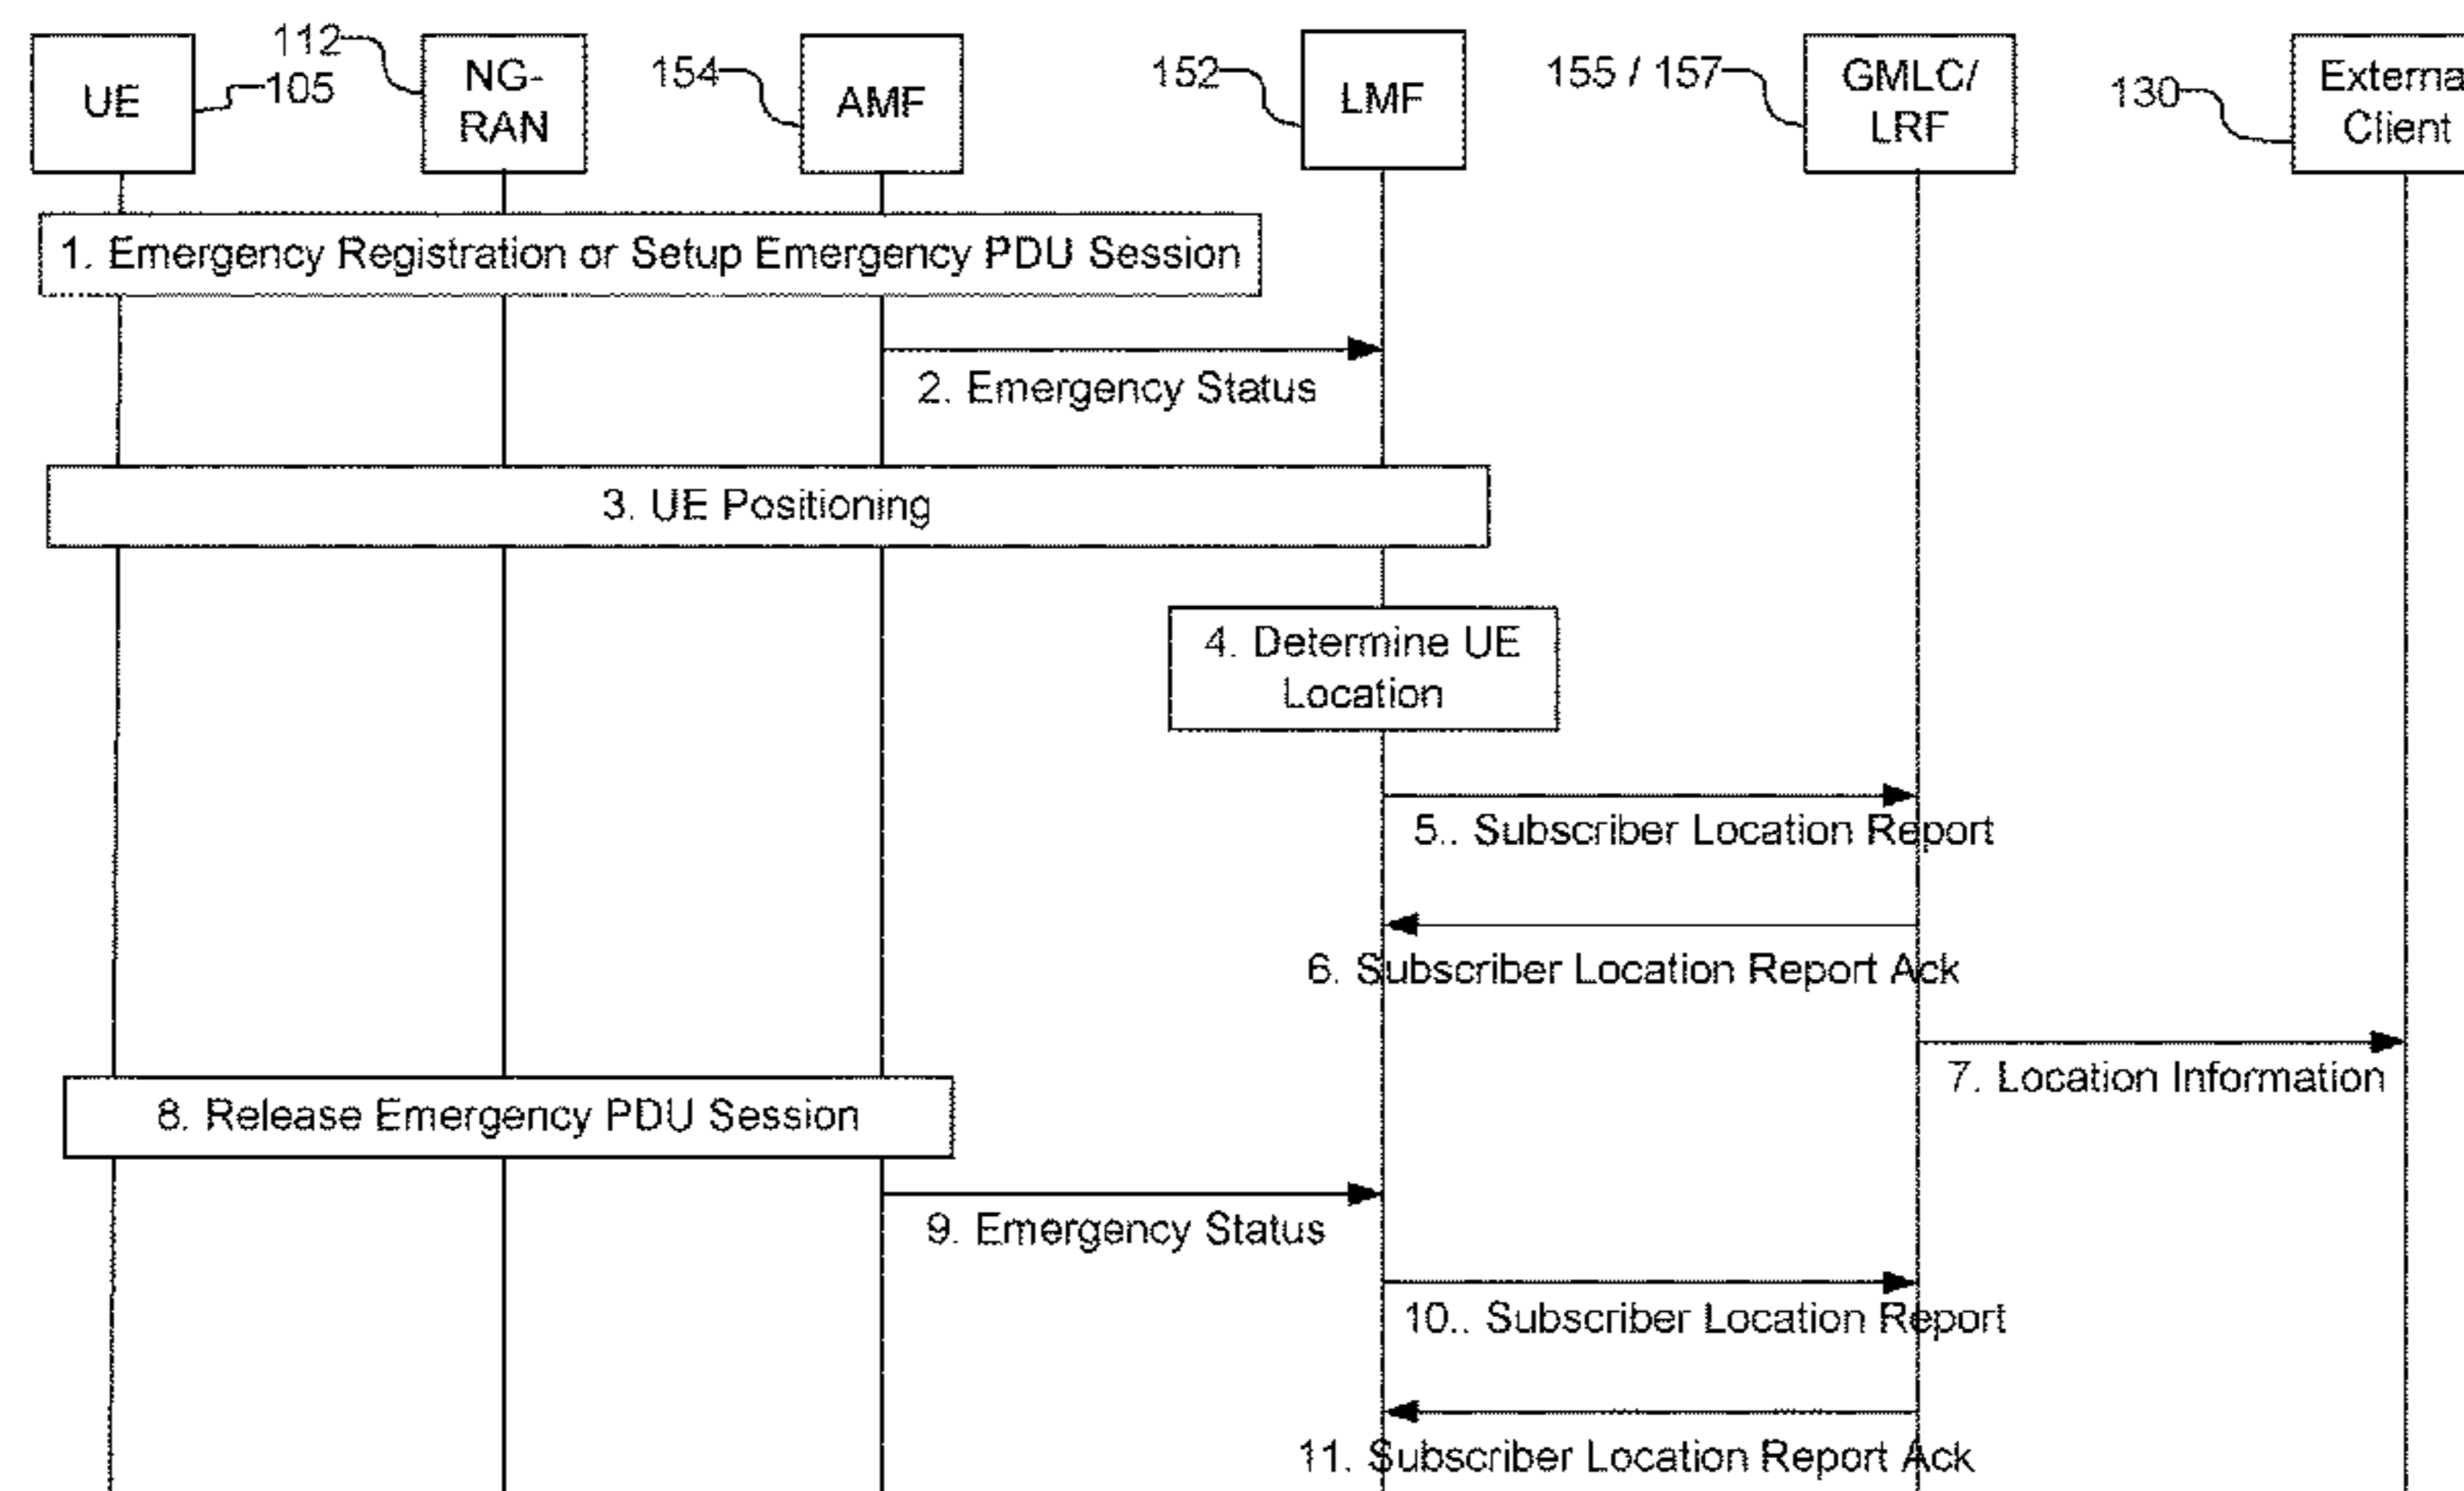 112
105
154
152
155 / 157
130
UE
NG-
RAN
AMF
LMF
GMLC/
LRF
Externa
Client
1. Emergency Registration or Setup Emergency PDU Session
2. Emergency Status
3. UE Positioning
4. Determine UE
Location
5.. Subscriber Location Report
6. Subscriber Location Report Ack
7. Location Information
8. Release Emergency PDU Session
9. Emergency Status
10.. Subscriber Location Report
11. Subscriber Location Report Ack